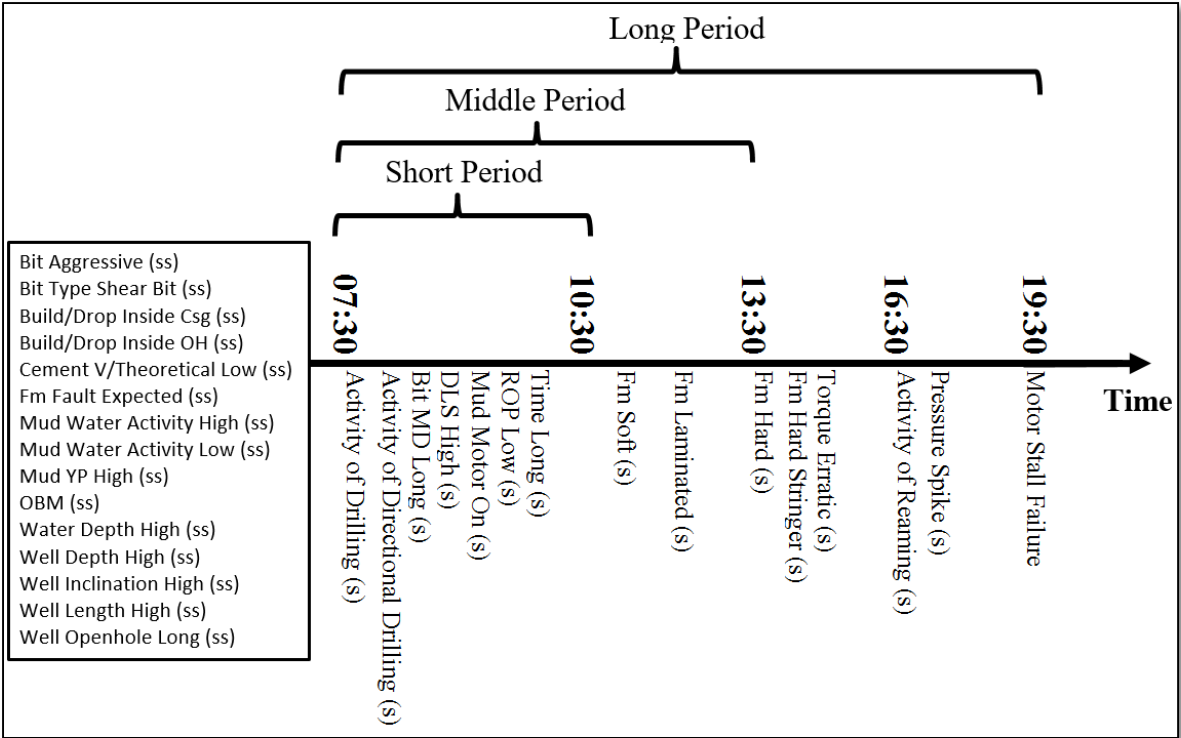 Long Period
Middle Period
Short Period
Bit Aggressive (ss)
Bit Type Shear Bit (ss)
Build/Drop Inside Csg (ss)
Build/Drop Inside OH (ss)
Cement V/Theoretical Low (ss)
Fm Fault Expected (ss)
Mud Water Activity High (ss)
Mud Water Activity Low (ss)
Mud YP High (ss)
OBM (ss)
Water Depth High (ss)
Well Depth High (ss)
Well Inclination High (ss)
Well Length High (ss)
Well Openhole Long (ss)
07:30
10:30
13:30
16:30
19:30
Time
Activity of Drilling (s)
Activity of Directional Drilling (s)
Bit MD Long (s)
DLS High (s)
Mud Motor On (s)
ROP Low (s)
Time Long (s)
Fm Soft (s)
Fm Laminated (s)
Fm Hard (s)
Fm Hard Stringer (s)
Torque Erratic (s)
Activity of Reaming (s)
Pressure Spike (s)
Motor Stall Failure